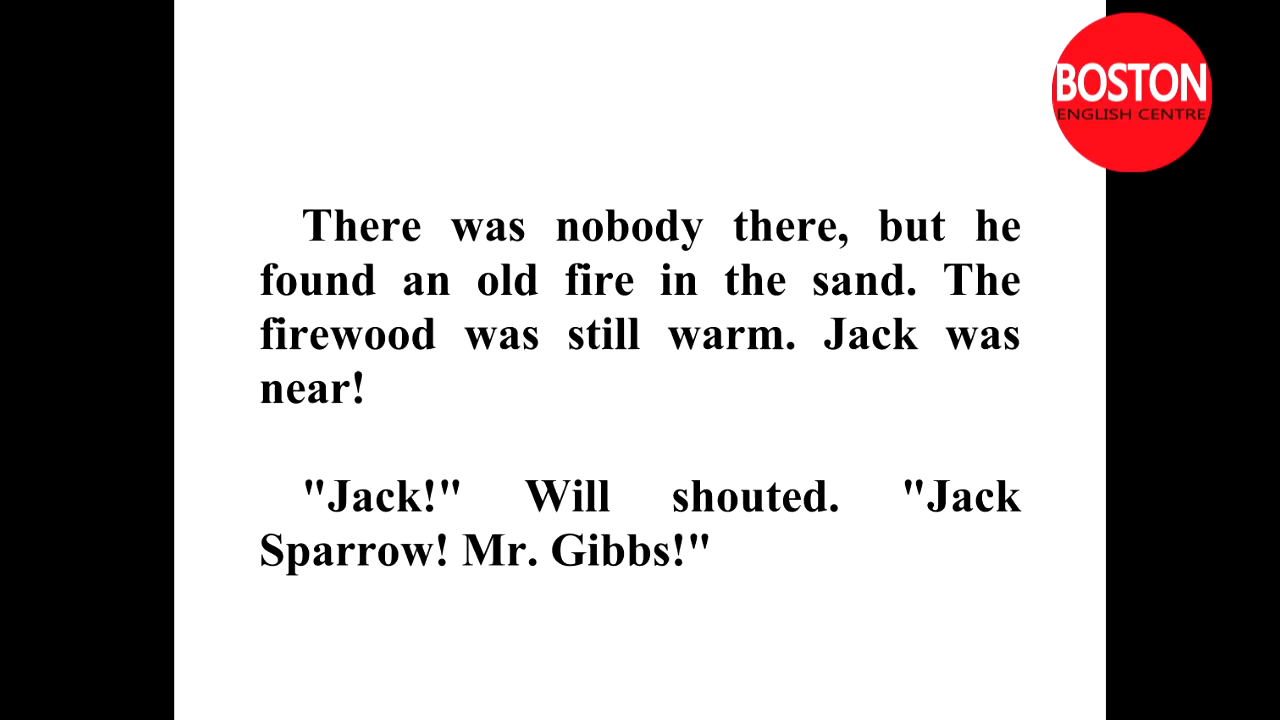 BOSTON
ENGLISH CENTRE
There was nobody there, but he
found an old fire in the sand. The
firewood was still warm. Jack was
near!
"Jack!" Will shouted. "Jack
Sparrow! Mr. Gibbs!"